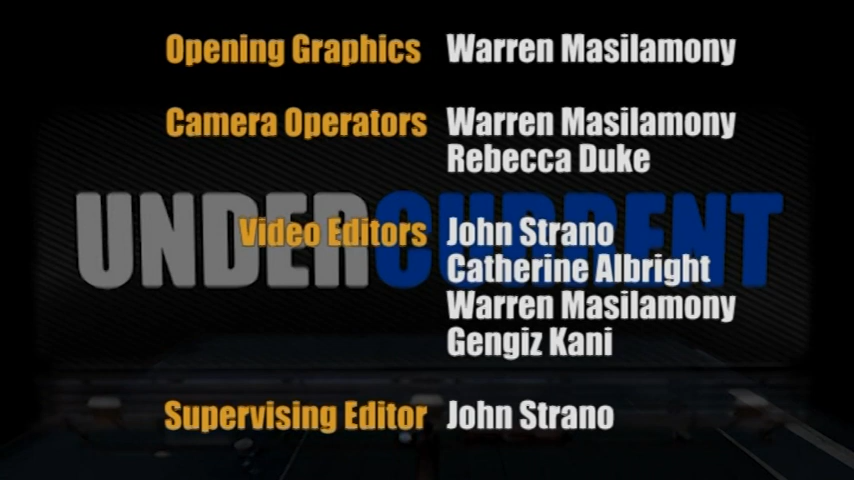 Opening Graphics Warren Masilamony
Camera Operators Warren Masilamony
Rebecca Duke
UNDERCURRENT
Video Editors John Strano
Catherine Albright
Warren Masilamony
Gengiz Kani
Supervising Editor John Strano